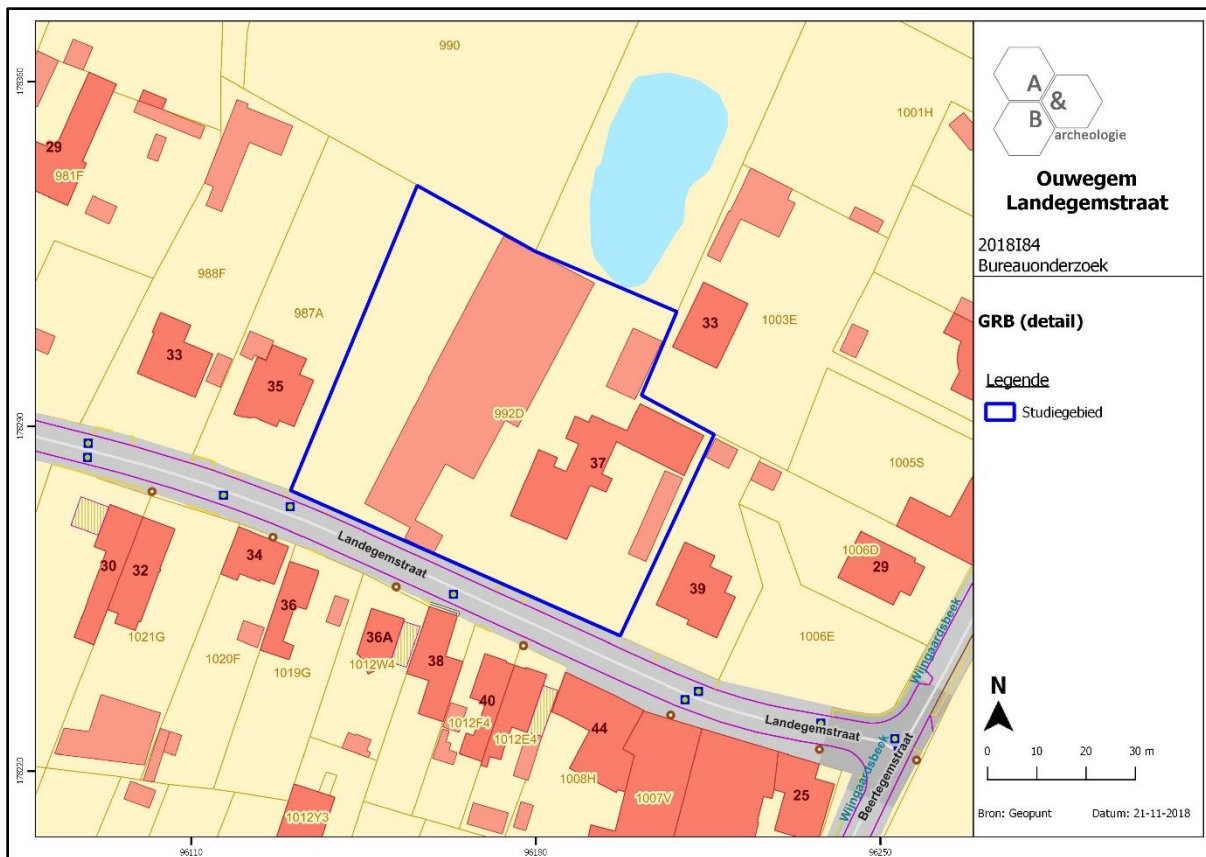 990
1001H
29
981F
988F
987A
33
35
33
1003E
992D
37
1005S
1006D
29
39
1006E
Landegemstraat
30
32
34
36
36A
38
40
44
25
1021G
1020F
1019G
1012W4
1012F4
1012E4
1008H
1007V
1012Y3
Landegemstraat
Wijngaardsbeek
Wijngaardsbeek
Beertegemstraat
178360
178290
178220
96110
96180
96250
A
&
B
archeologie
Ouwegem
Landegemstraat
2018I84
Bureauonderzoek
GRB (detail)
Legende
Studiegebied
N
0 10 20 30 m
Bron: Geopunt Datum: 21-11-2018